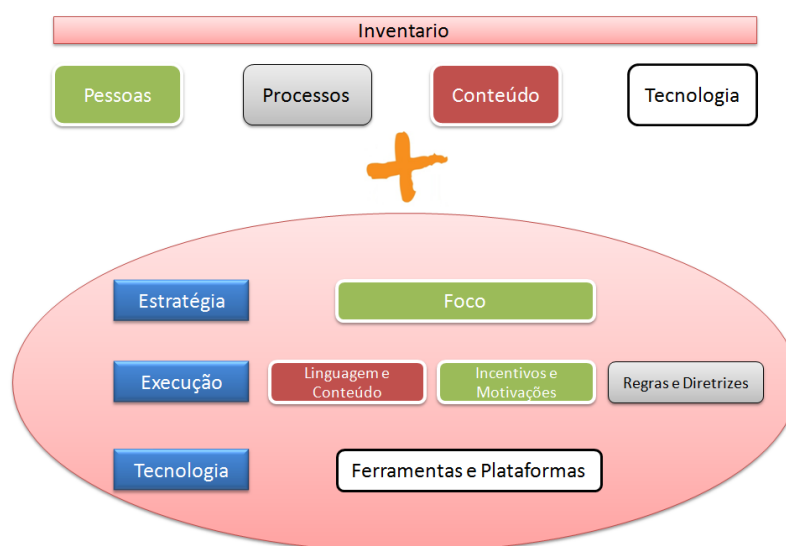 Inventario
Pessoas
Processos
Conteúdo
Tecnologia
Estratégia
Foco
Execução
Linguagem e
Conteúdo
Incentivos e
Motivações
Regras e Diretrizes
Tecnologia
Ferramentas e Plataformas